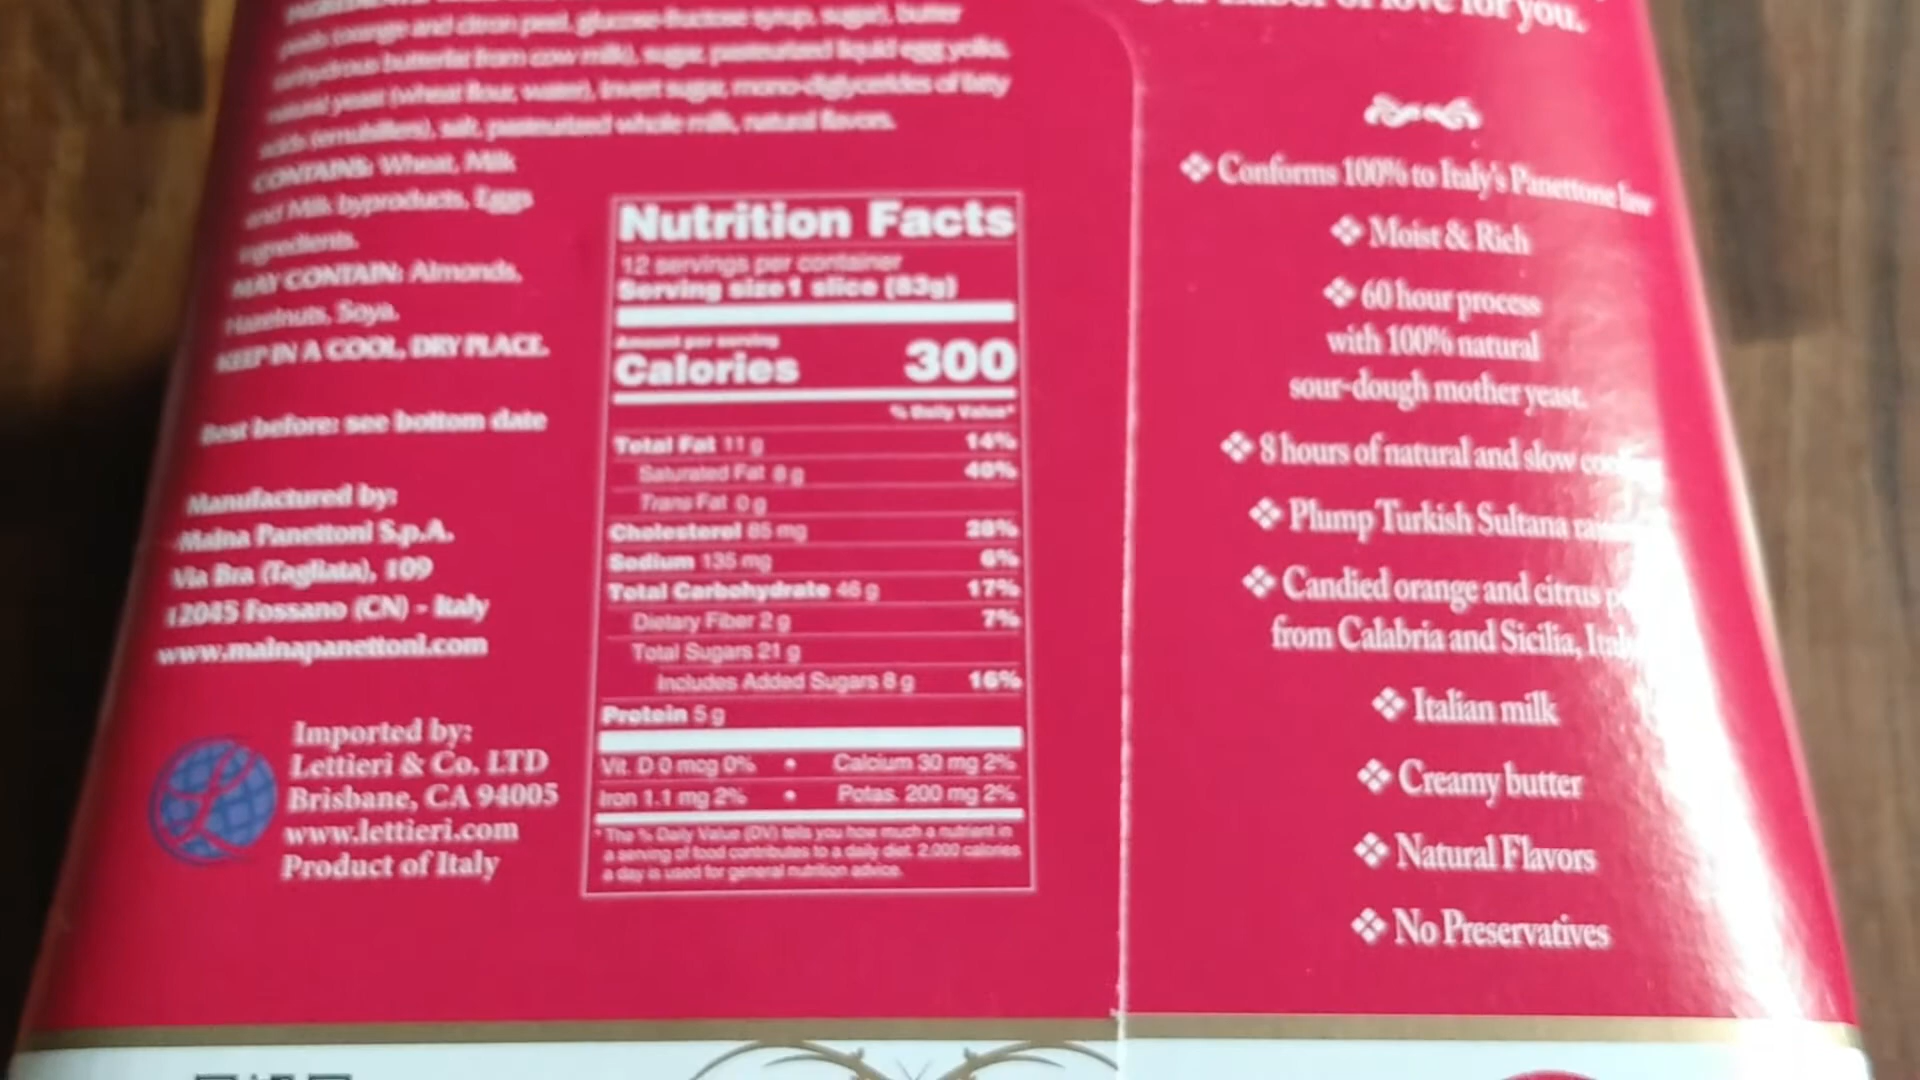 peels (orange and citron peel, glucose-fructose syrup, sugar), butter
(anhydrous butterfat from cow milk), sugar, pasteurized liquid egg yolks,
natural yeast (wheat flour, water), invert sugar, mono-diglycerides of fatty
acids (emulsifiers), salt, pasteurized whole milk, natural flavors.
CONTAINS: Wheat, Milk
and Milk byproducts, Eggs
ingredients.
MAY CONTAIN: Almonds,
Hazelnuts, Soya.
KEEP IN A COOL, DRY PLACE.
Best before: see bottom date
Manufactured by:
Maina Panettoni S.p.A.
Via Bra (Tagliata), 109
12045 Fossano (CN) - Italy
www.mainapanettoni.com
Imported by:
Lettieri & Co. LTD
Brisbane, CA 94005
www.lettieri.com
Product of Italy
Nutrition Facts
12 servings per container
Serving size 1 slice (83g)
Amount per serving
Calories 300
% Daily Value*
Total Fat 11 g 14%
Saturated Fat 8 g 40%
Trans Fat 0 g
Cholesterol 85 mg 28%
Sodium 135 mg 6%
Total Carbohydrate 46 g 17%
Dietary Fiber 2 g 7%
Total Sugars 21 g
Includes Added Sugars 8 g 16%
Protein 5 g
Vit. D 0 mcg 0% • Calcium 30 mg 2%
Iron 1.1 mg 2% • Potas. 200 mg 2%
* The % Daily Value (DV) tells you how much a nutrient in
a serving of food contributes to a daily diet. 2.000 calories
a day is used for general nutrition advice.
of love for you.
Conforms 100% to Italy's Panettone law
Moist & Rich
60 hour process
with 100% natural
sour-dough mother yeast.
8 hours of natural and slow
Plump Turkish Sultana
Candied orange and citrus
from Calabria and Sicilia, Italy
Italian milk
Creamy butter
Natural Flavors
No Preservatives